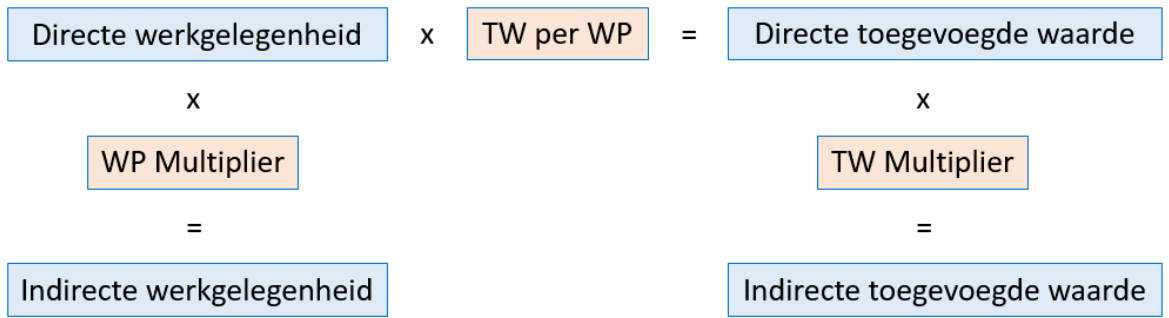 Directe werkgelegenheid x TW per WP = Directe toegevoegde waarde
x x
WP Multiplier TW Multiplier
= =
Indirecte werkgelegenheid Indirecte toegevoegde waarde